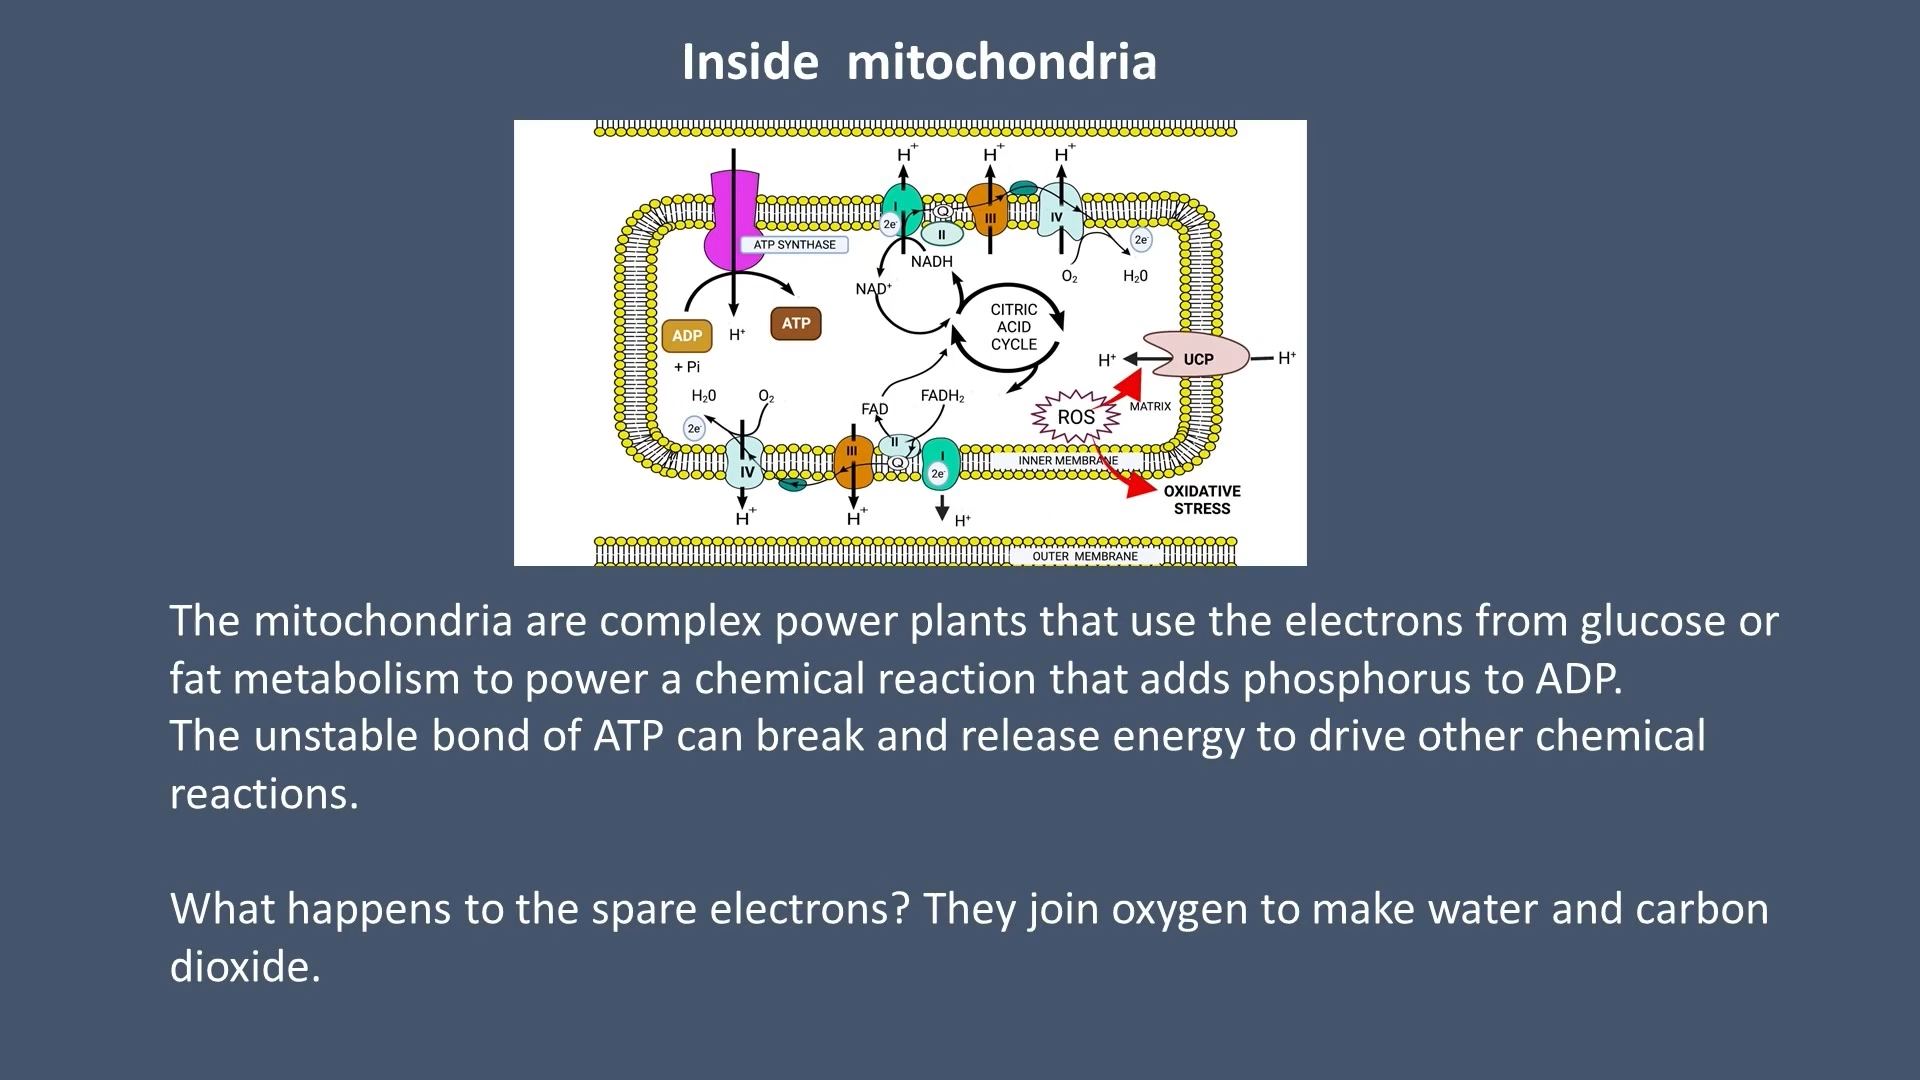 Inside mitochondria
H⁺ H⁺ H⁺
I Q III IV
2e⁻ II 2e⁻
ATP SYNTHASE
NADH
O₂ H₂0
NAD⁺
CITRIC
ACID
CYCLE
ADP H⁺ ATP
+ Pi
H⁺ UCP H⁺
H₂0 O₂ FAD FADH₂
ROS MATRIX
2e⁻
IV III II Q I
2e⁻
INNER MEMBRANE
OXIDATIVE
STRESS
H⁺ H⁺ H⁺
OUTER MEMBRANE
The mitochondria are complex power plants that use the electrons from glucose or
fat metabolism to power a chemical reaction that adds phosphorus to ADP.
The unstable bond of ATP can break and release energy to drive other chemical
reactions.
What happens to the spare electrons? They join oxygen to make water and carbon
dioxide.